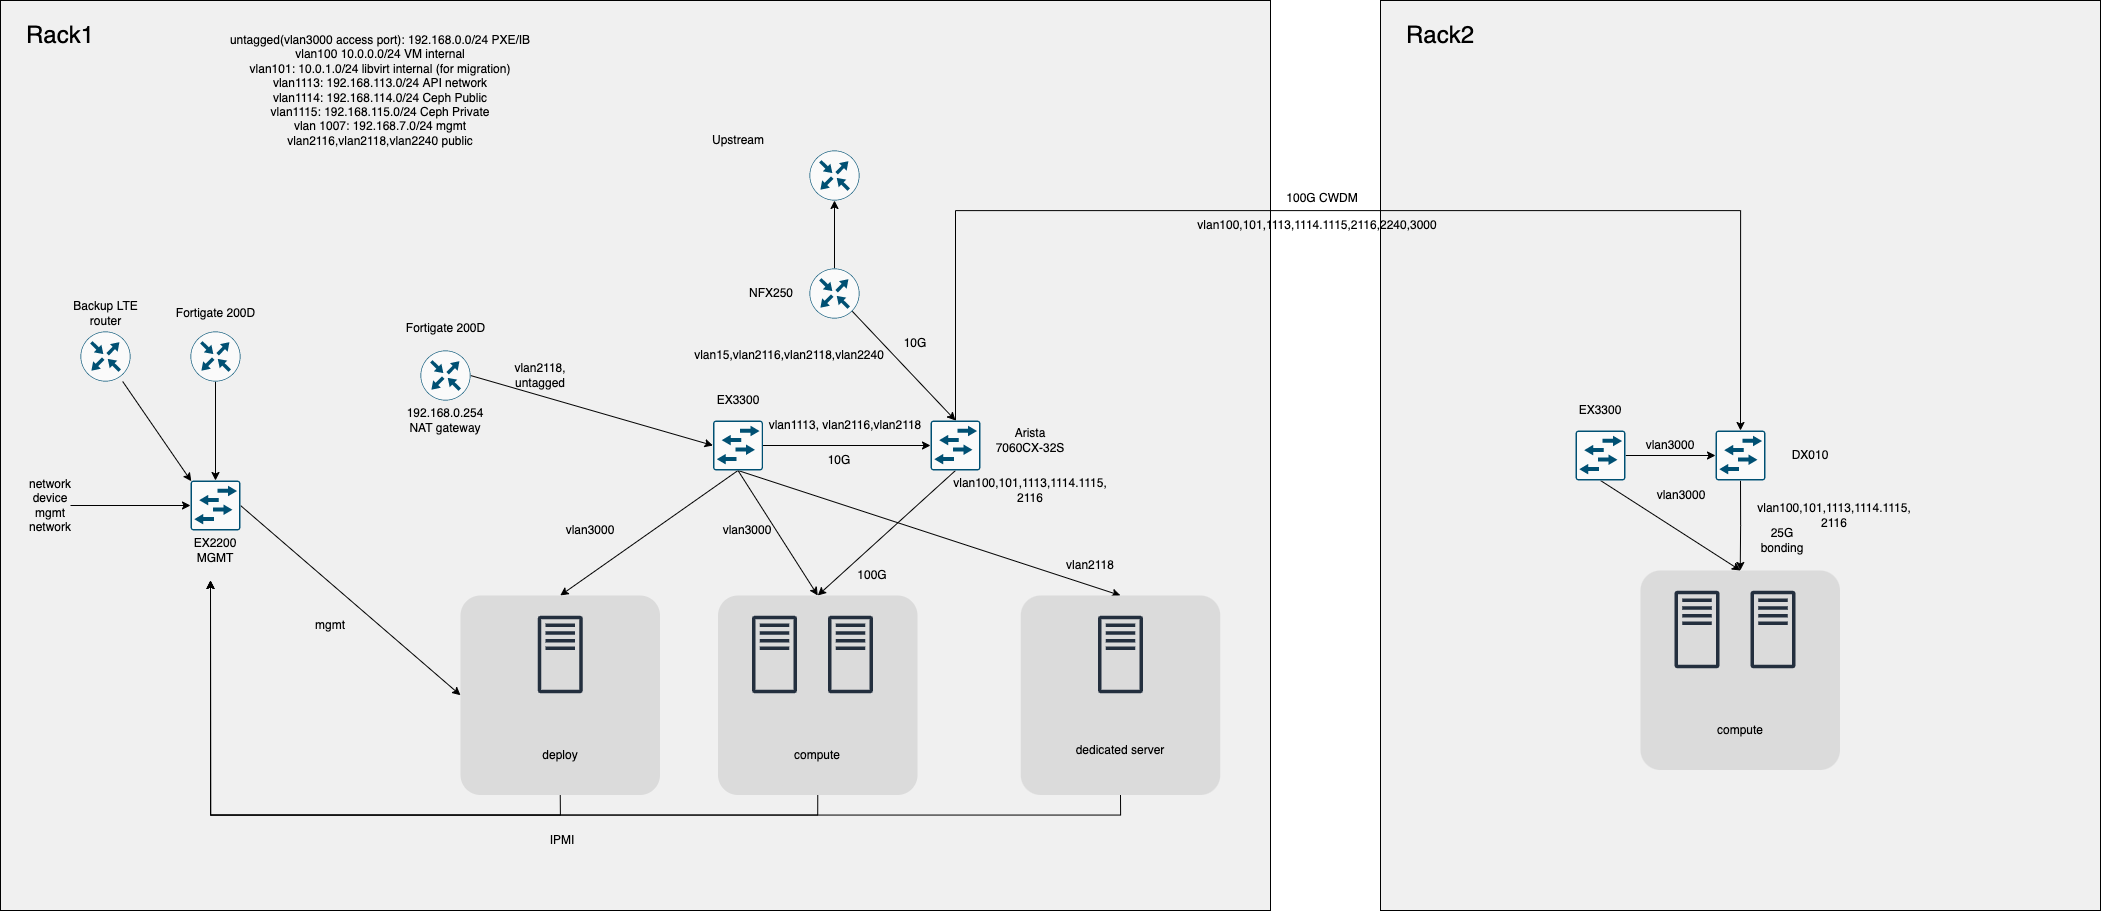 Rack1
untagged(vlan3000 access port): 192.168.0.0/24 PXE/IB
vlan100 10.0.0.0/24 VM internal
vlan101: 10.0.1.0/24 libvirt internal (for migration)
vlan1113: 192.168.113.0/24 API network
vlan1114: 192.168.114.0/24 Ceph Public
vlan1115: 192.168.115.0/24 Ceph Private
vlan 1007: 192.168.7.0/24 mgmt
vlan2116,vlan2118,vlan2240 public
Upstream
NFX250
10G
vlan15,vlan2116,vlan2118,vlan2240
Backup LTE
router
Fortigate 200D
Fortigate 200D
192.168.0.254
NAT gateway
vlan2118,
untagged
EX3300
vlan1113, vlan2116,vlan2118
10G
Arista
7060CX-32S
vlan100,101,1113,1114.1115,
2116
network
device
mgmt
network
EX2200
MGMT
mgmt
vlan3000
vlan3000
100G
vlan2118
deploy
compute
dedicated server
IPMI
100G CWDM
vlan100,101,1113,1114.1115,2116,2240,3000
Rack2
EX3300
vlan3000
DX010
vlan3000
vlan100,101,1113,1114.1115,
2116
25G
bonding
compute